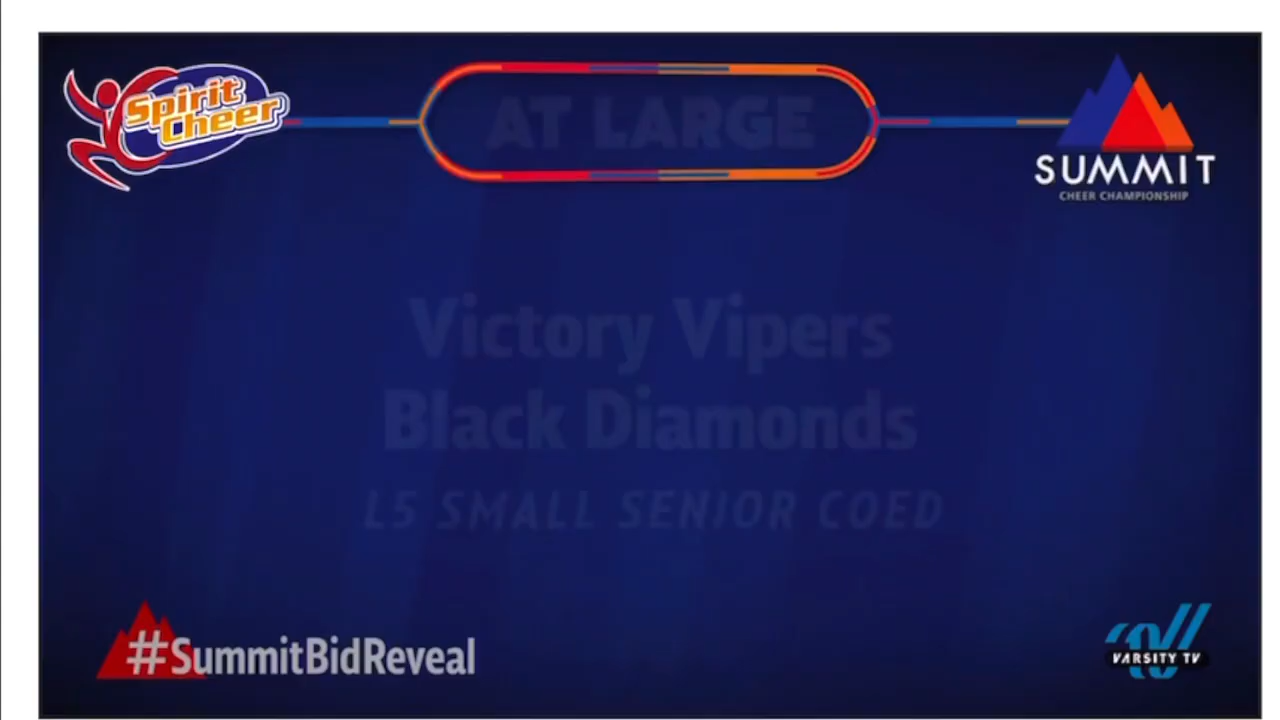 Spirit
Cheer
AT LARGE
SUMMIT
CHEER CHAMPIONSHIP
Victory Vipers
Black Diamonds
L5 SMALL SENIOR COED
#SummitBidReveal
VARSITY TV